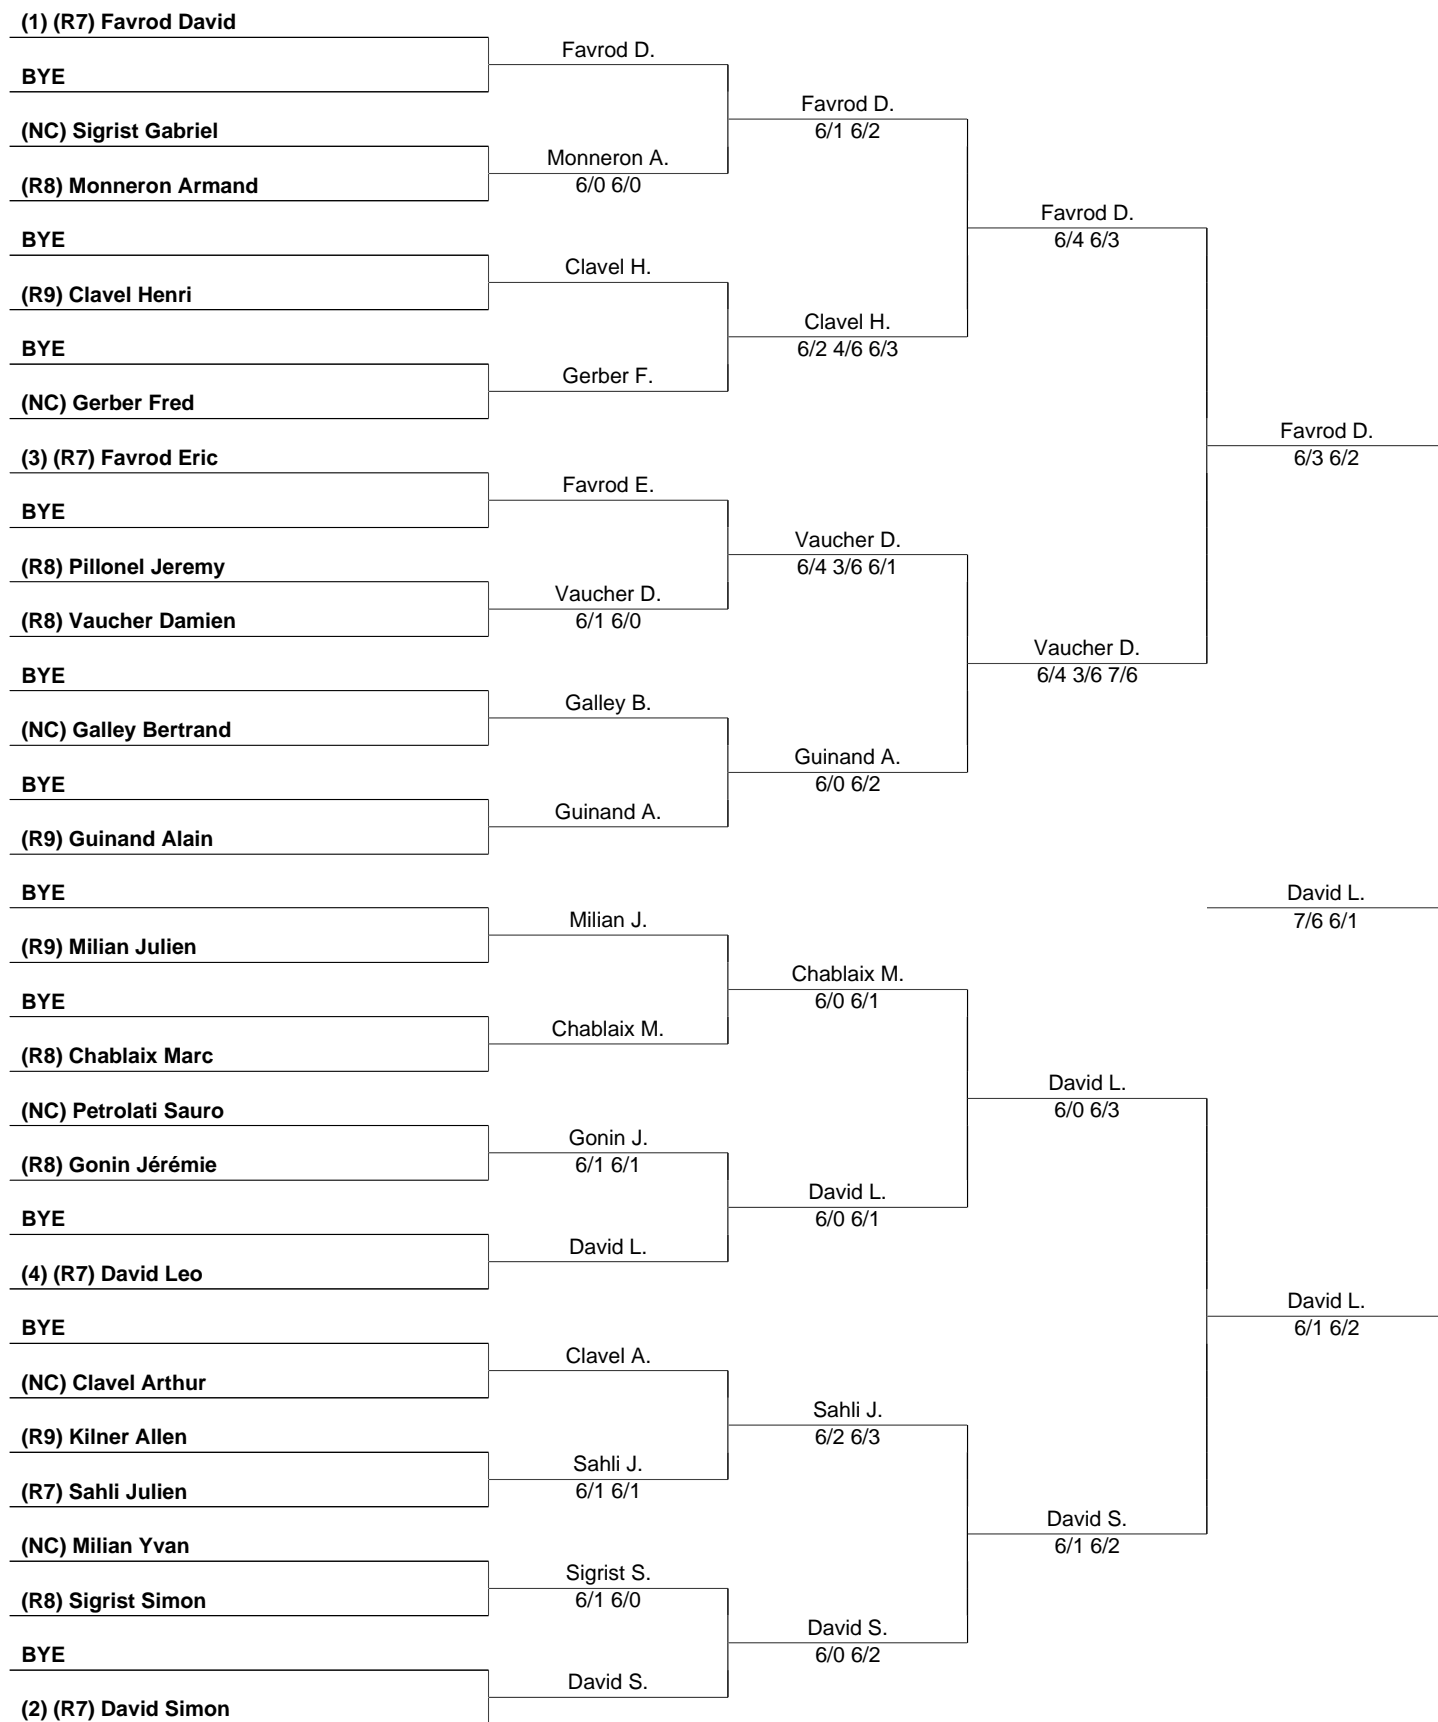 (1) (R7) Favrod David
Favrod D.
BYE
Favrod D.
6/1 6/2
(NC) Sigrist Gabriel
Monneron A.
6/0 6/0
(R8) Monneron Armand
Favrod D.
6/4 6/3
BYE
Clavel H.
(R9) Clavel Henri
Clavel H.
6/2 4/6 6/3
BYE
Gerber F.
(NC) Gerber Fred
Favrod D.
6/3 6/2
(3) (R7) Favrod Eric
Favrod E.
BYE
Vaucher D.
6/4 3/6 6/1
(R8) Pillonel Jeremy
Vaucher D.
6/1 6/0
(R8) Vaucher Damien
Vaucher D.
6/4 3/6 7/6
BYE
Galley B.
(NC) Galley Bertrand
Guinand A.
6/0 6/2
BYE
Guinand A.
(R9) Guinand Alain
BYE
David L.
7/6 6/1
Milian J.
(R9) Milian Julien
Chablaix M.
6/0 6/1
BYE
Chablaix M.
(R8) Chablaix Marc
David L.
6/0 6/3
(NC) Petrolati Sauro
Gonin J.
6/1 6/1
(R8) Gonin Jérémie
David L.
6/0 6/1
BYE
David L.
(4) (R7) David Leo
David L.
6/1 6/2
BYE
Clavel A.
(NC) Clavel Arthur
Sahli J.
6/2 6/3
(R9) Kilner Allen
Sahli J.
6/1 6/1
(R7) Sahli Julien
David S.
6/1 6/2
(NC) Milian Yvan
Sigrist S.
6/1 6/0
(R8) Sigrist Simon
David S.
6/0 6/2
BYE
David S.
(2) (R7) David Simon